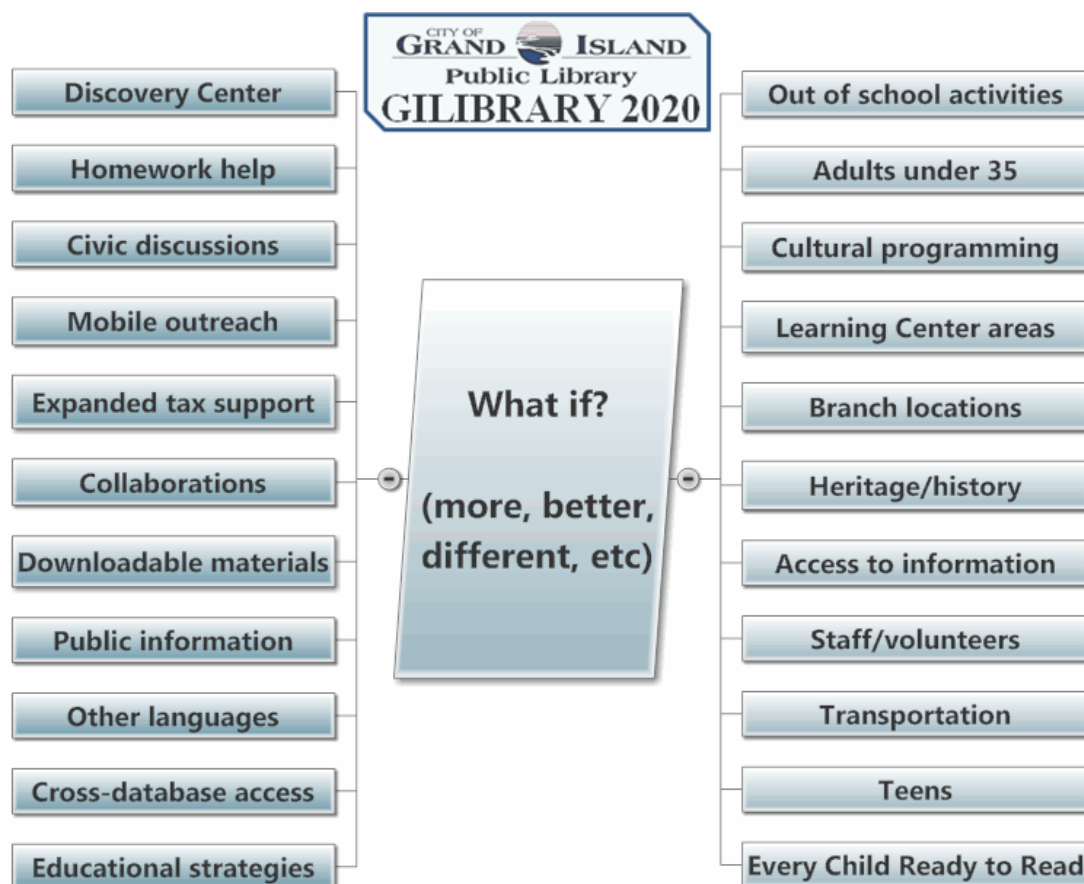 CITY OF
GRAND ISLAND
Public Library
GILIBRARY 2020
Discovery Center
Homework help
Civic discussions
Mobile outreach
Expanded tax support
Collaborations
Downloadable materials
Public information
Other languages
Cross-database access
Educational strategies
What if?
(more, better,
different, etc)
Out of school activities
Adults under 35
Cultural programming
Learning Center areas
Branch locations
Heritage/history
Access to information
Staff/volunteers
Transportation
Teens
Every Child Ready to Read